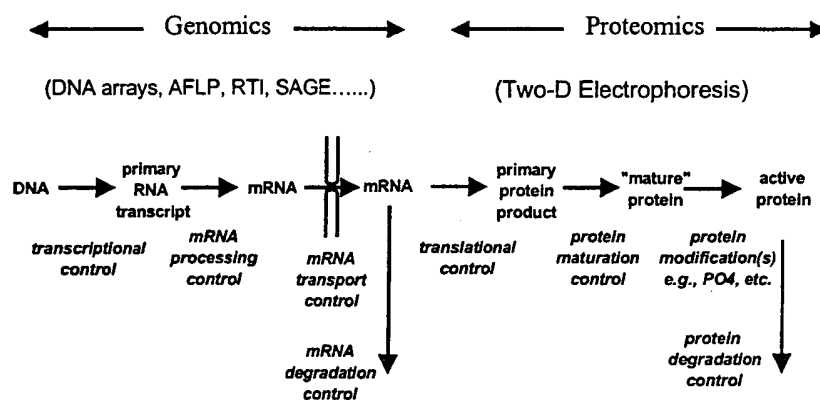 Genomics
Proteomics
(DNA arrays, AFLP, RTI, SAGE......)
(Two-D Electrophoresis)
DNA
primary
RNA
transcript
mRNA
mRNA
primary
protein
product
"mature"
protein
active
protein
transcriptional
control
mRNA
processing
control
mRNA
transport
control
translational
control
protein
maturation
control
protein
modification(s)
e.g., PO4, etc.
mRNA
degradation
control
protein
degradation
control